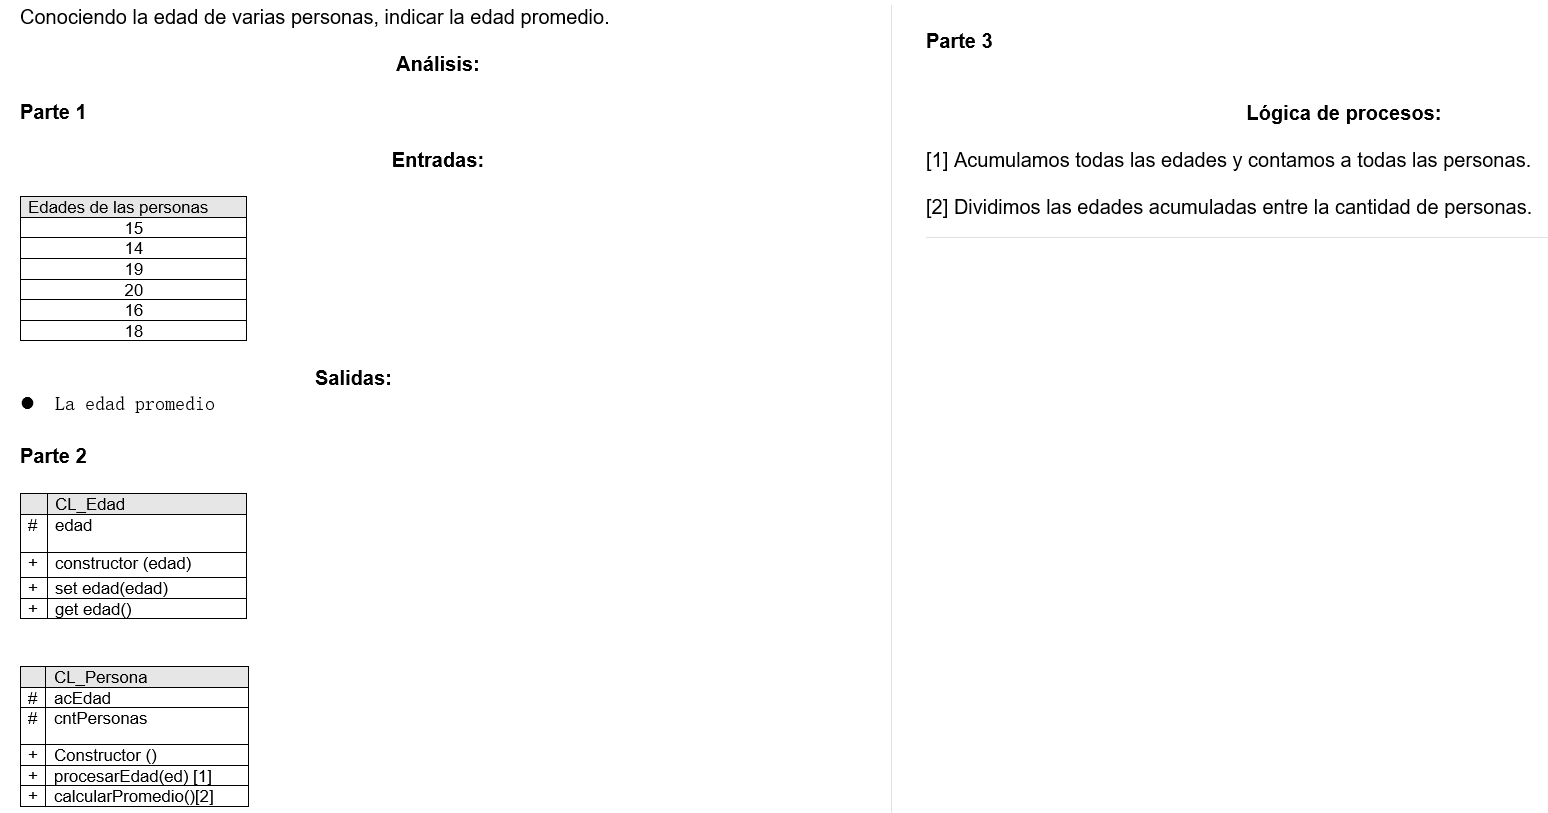 Conociendo la edad de varias personas, indicar la edad promedio.
Análisis:
Parte 1
Entradas:
Edades de las personas
15
14
19
20
16
18
Salidas:
● La edad promedio
Parte 2
CL_Edad
# edad
+ constructor (edad)
+ set edad(edad)
+ get edad()
CL_Persona
# acEdad
# cntPersonas
+ Constructor ()
+ procesarEdad(ed) [1]
+ calcularPromedio()[2]
Parte 3
Lógica de procesos:
[1] Acumulamos todas las edades y contamos a todas las personas.
[2] Dividimos las edades acumuladas entre la cantidad de personas.